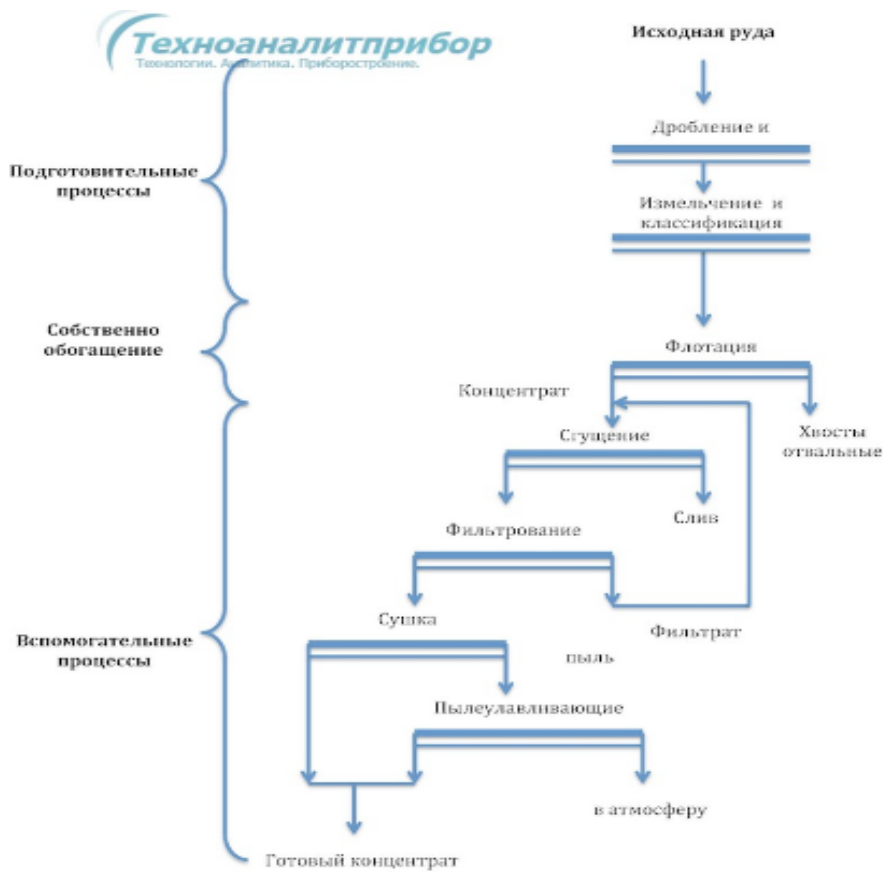 Техноаналитприбор
Технологии. Аналитика. Приборостроение.
Исходная руда
Дробление и
Подготовительные
процессы
Измельчение и
классификация
Собственно
обогащение
Флотация
Концентрат
Хвосты
отвальные
Сгущение
Слив
Фильтрование
Сушка
Фильтрат
Вспомогательные
процессы
пыль
Пылеулавливающие
в атмосферу
Готовый концентрат